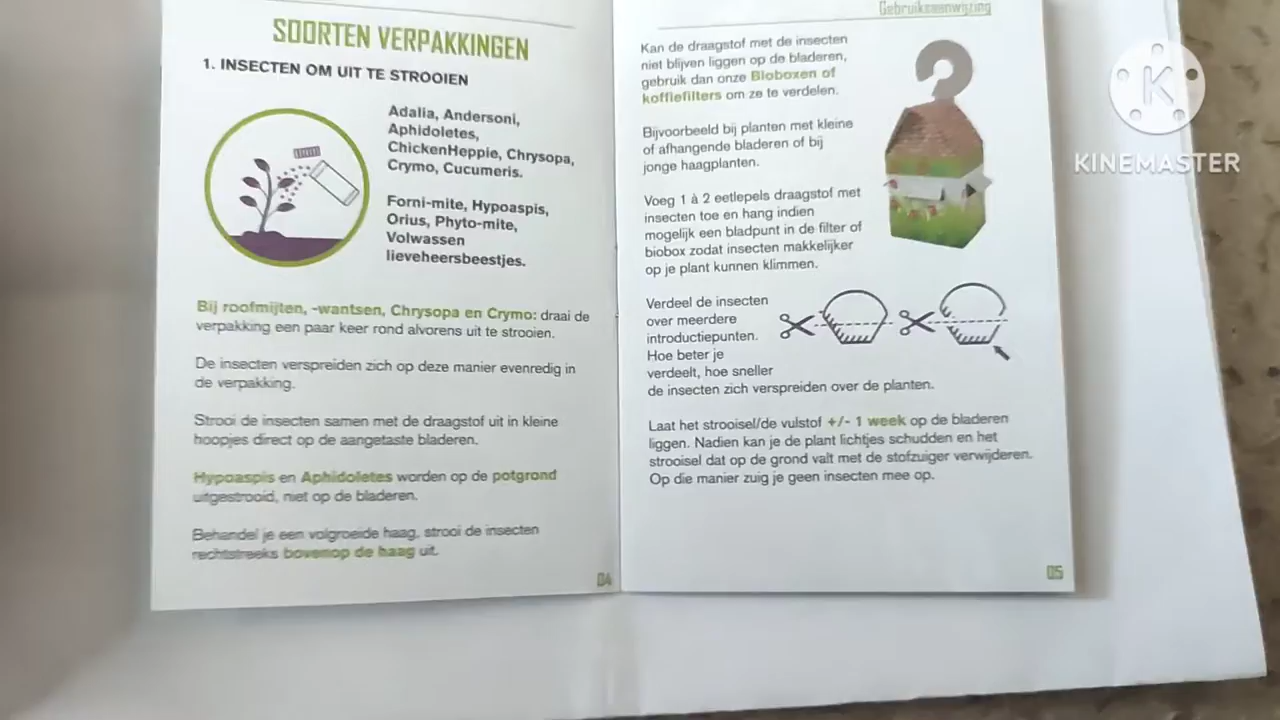 SOORTEN VERPAKKINGEN
1. INSECTEN OM UIT TE STROOIEN
Adalia, Andersoni,
Aphidoletes,
ChickenHeppie, Chrysopa,
Crymo, Cucumeris.
Forni-mite, Hypoaspis,
Orius, Phyto-mite,
Volwassen
lieveheersbeestjes.
Bij roofmijten, -wantsen, Chrysopa en Crymo: draai de
verpakking een paar keer rond alvorens uit te strooien.
De insecten verspreiden zich op deze manier evenredig in
de verpakking.
Strooi de insecten samen met de draagstof uit in kleine
hoopjes direct op de aangetaste bladeren.
Hypoaspis en Aphidoletes worden op de potgrond
uitgestrooid, niet op de bladeren.
Behandel je een volgroeide haag, strooi de insecten
rechtstreeks bovenop de haag uit.
04
Gebruiksaanwijzing
Kan de draagstof met de insecten
niet blijven liggen op de bladeren,
gebruik dan onze Bioboxen of
koffiefilters om ze te verdelen.
Bijvoorbeeld bij planten met kleine
of afhangende bladeren of bij
jonge haagplanten.
Voeg 1 à 2 eetlepels draagstof met
insecten toe en hang indien
mogelijk een bladpunt in de filter of
biobox zodat insecten makkelijker
op je plant kunnen klimmen.
Verdeel de insecten
over meerdere
introductiepunten.
Hoe beter je
verdeelt, hoe sneller
de insecten zich verspreiden over de planten.
Laat het strooisel/de vulstof +/- 1 week op de bladeren
liggen. Nadien kan je de plant lichtjes schudden en het
strooisel dat op de grond valt met de stofzuiger verwijderen.
Op die manier zuig je geen insecten mee op.
05
K
KINEMASTER